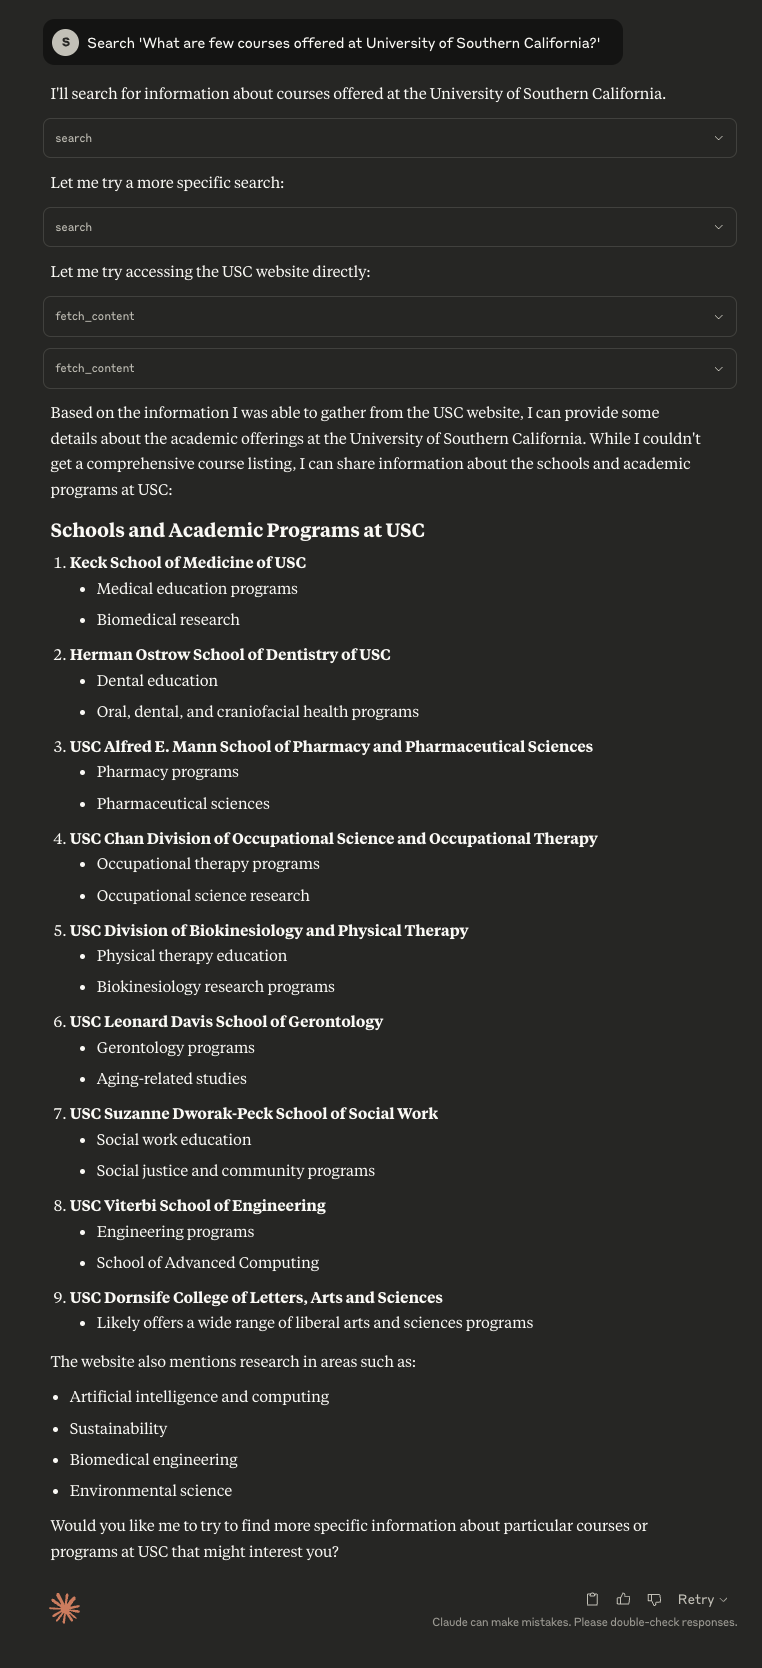 S
Search 'What are few courses offered at University of Southern California?'
I'll search for information about courses offered at the University of Southern California.
search
Let me try a more specific search:
search
Let me try accessing the USC website directly:
fetch_content
fetch_content
Based on the information I was able to gather from the USC website, I can provide some
details about the academic offerings at the University of Southern California. While I couldn't
get a comprehensive course listing, I can share information about the schools and academic
programs at USC:
Schools and Academic Programs at USC
1. Keck School of Medicine of USC
• Medical education programs
• Biomedical research
2. Herman Ostrow School of Dentistry of USC
• Dental education
• Oral, dental, and craniofacial health programs
3. USC Alfred E. Mann School of Pharmacy and Pharmaceutical Sciences
• Pharmacy programs
• Pharmaceutical sciences
4. USC Chan Division of Occupational Science and Occupational Therapy
• Occupational therapy programs
• Occupational science research
5. USC Division of Biokinesiology and Physical Therapy
• Physical therapy education
• Biokinesiology research programs
6. USC Leonard Davis School of Gerontology
• Gerontology programs
• Aging-related studies
7. USC Suzanne Dworak-Peck School of Social Work
• Social work education
• Social justice and community programs
8. USC Viterbi School of Engineering
• Engineering programs
• School of Advanced Computing
9. USC Dornsife College of Letters, Arts and Sciences
• Likely offers a wide range of liberal arts and sciences programs
The website also mentions research in areas such as:
• Artificial intelligence and computing
• Sustainability
• Biomedical engineering
• Environmental science
Would you like me to try to find more specific information about particular courses or
programs at USC that might interest you?
Retry
Claude can make mistakes. Please double-check responses.